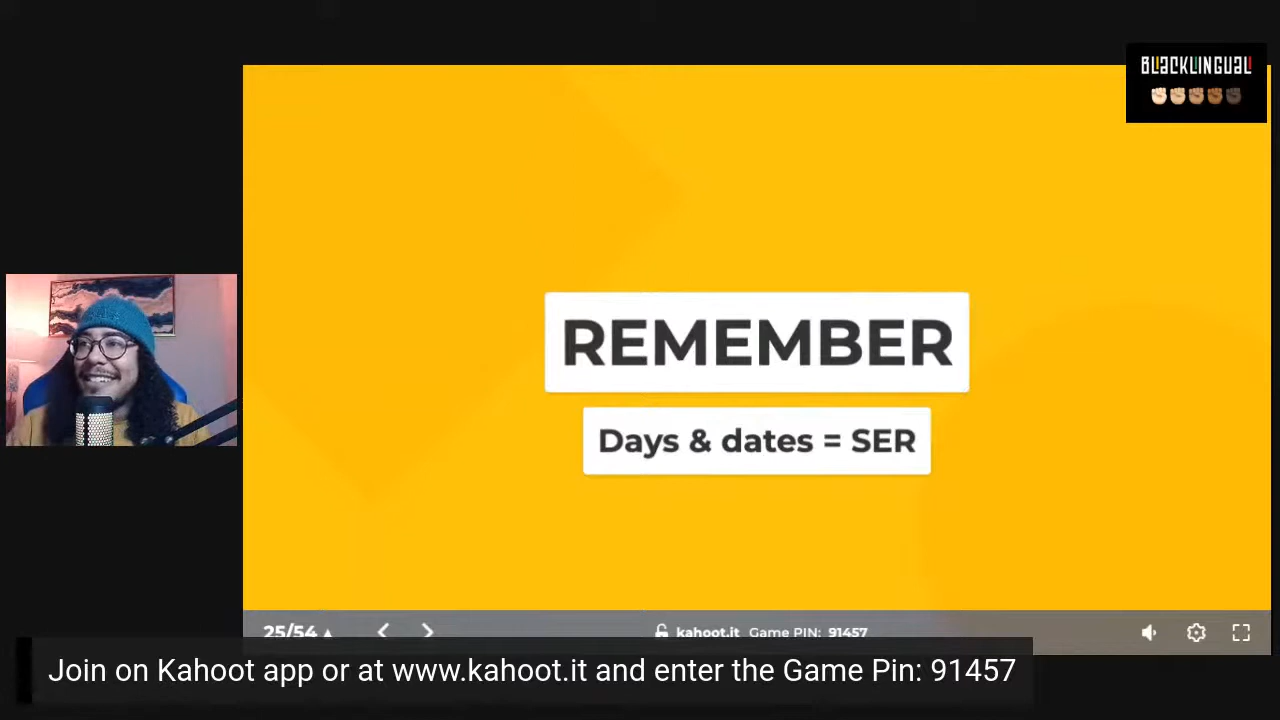 BLACKLINGUAL
REMEMBER
Days & dates = SER
25/54
kahoot.it Game PIN: 91457
Join on Kahoot app or at www.kahoot.it and enter the Game Pin: 91457